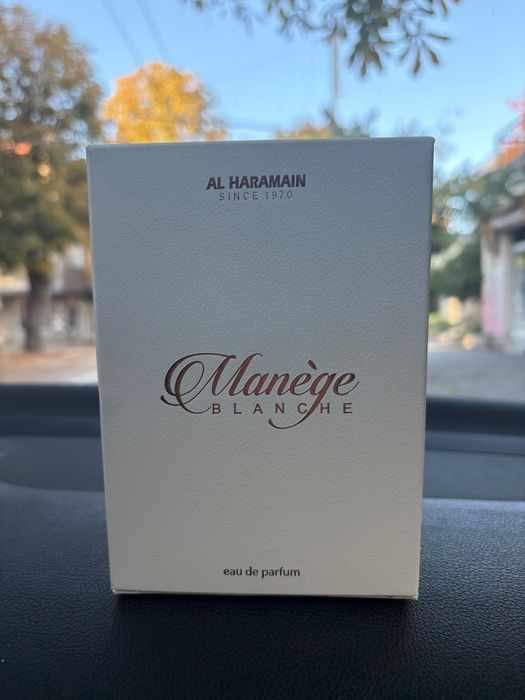 AL HARAMAIN
SINCE 1970
Manège
BLANCHE
eau de parfum